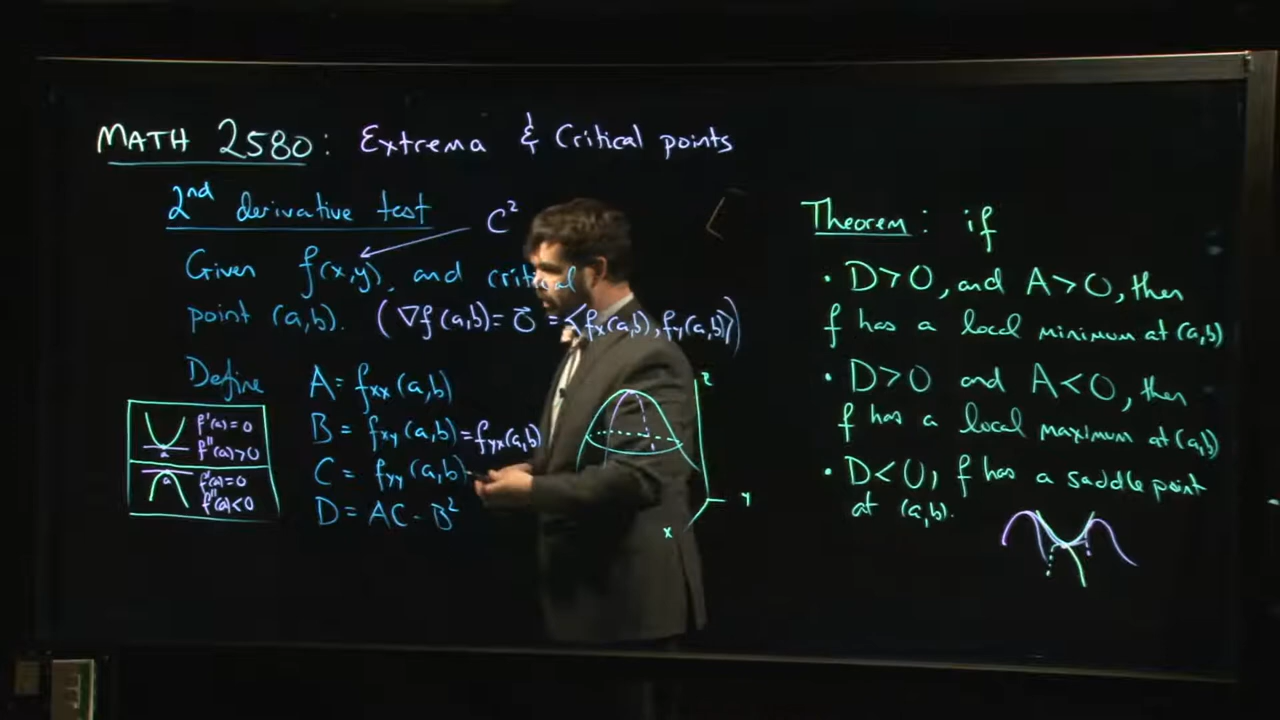 MATH 2580: Extrema & Critical points
2nd derivative test
C²
Given f(x,y), and critical
point (a,b). (∇f(a,b)=0⃗ =⟨fx(a,b), fy(a,b)⟩)
Define
A = fxx (a,b)
B = fxy (a,b) = fyx(a,b)
C = fyy (a,b)
D = AC - B²
f'(a)=0
f''(a)>0
a
f'(a)=0
f''(a)<0
a
z
y
x
Theorem: if
· D>0, and A>0, then
f has a local minimum at (a,b)
· D>0 and A<0, then
f has a local maximum at (a,b)
· D<0, f has a saddle point
at (a,b).